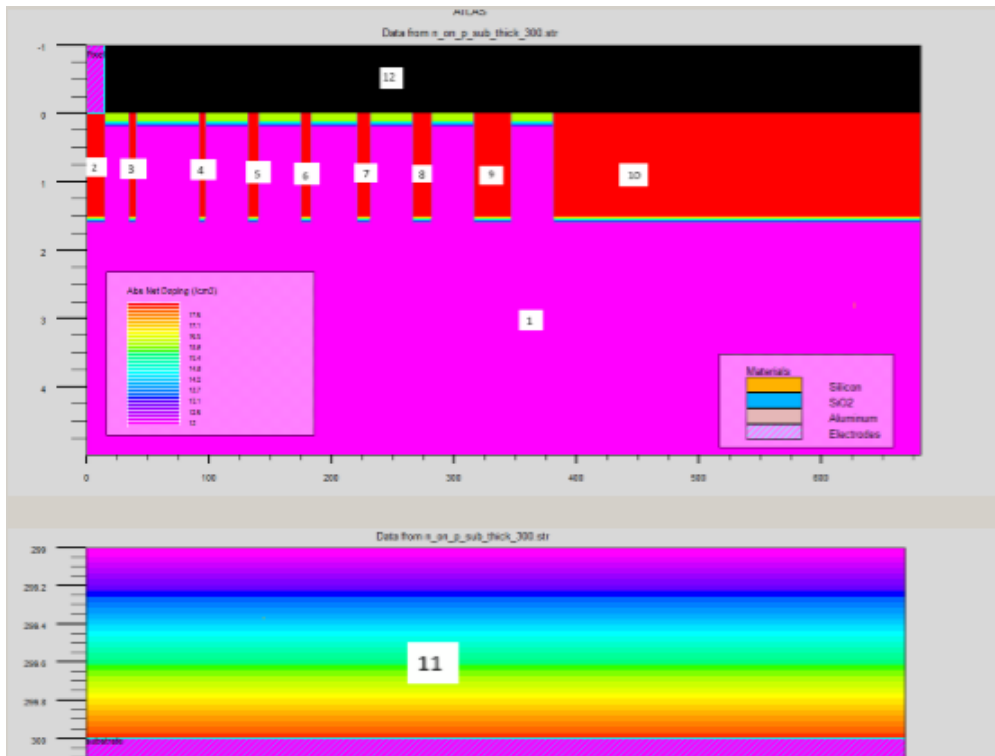 ATLAS
Data from n_on_p_sub_thick_300.str
-1
12
0
2 3 4 5 6 7 8 9 10
1
2
Abs Net Doping (/cm3)
3
1
4
Materials
Silicon
SiO2
Aluminum
Electrodes
0 100 200 300 400 500 600
Data from n_on_p_sub_thick_300.str
299
299.2
299.4
299.6
11
299.8
300
substrate